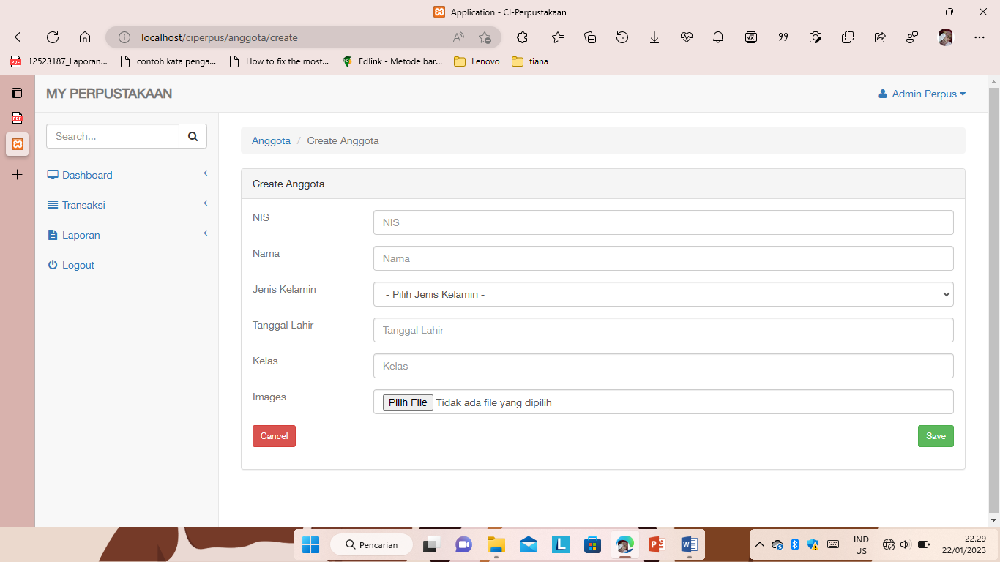 Application - CI-Perpustakaan
localhost/ciperpus/anggota/create
12523187_Laporan...
contoh kata penga...
How to fix the most...
Edlink - Metode bar...
Lenovo
tiana
MY PERPUSTAKAAN
Admin Perpus
Search...
Dashboard
Transaksi
Laporan
Logout
Anggota / Create Anggota
Create Anggota
NIS
NIS
Nama
Nama
Jenis Kelamin
- Pilih Jenis Kelamin -
Tanggal Lahir
Tanggal Lahir
Kelas
Kelas
Images
Pilih File Tidak ada file yang dipilih
Cancel
Save
Pencarian
IND
US
22.29
22/01/2023